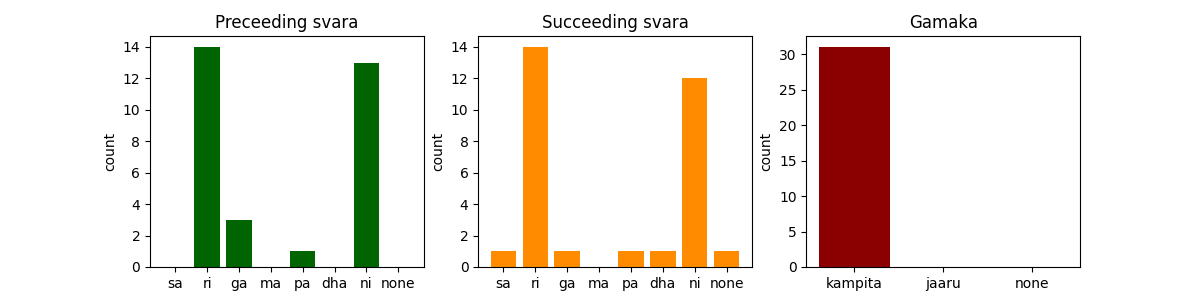 Preceeding svara
count
14
12
10
8
6
4
2
0
sa ri ga ma pa dha ni none
Succeeding svara
count
14
12
10
8
6
4
2
0
sa ri ga ma pa dha ni none
Gamaka
count
30
25
20
15
10
5
0
kampita jaaru none